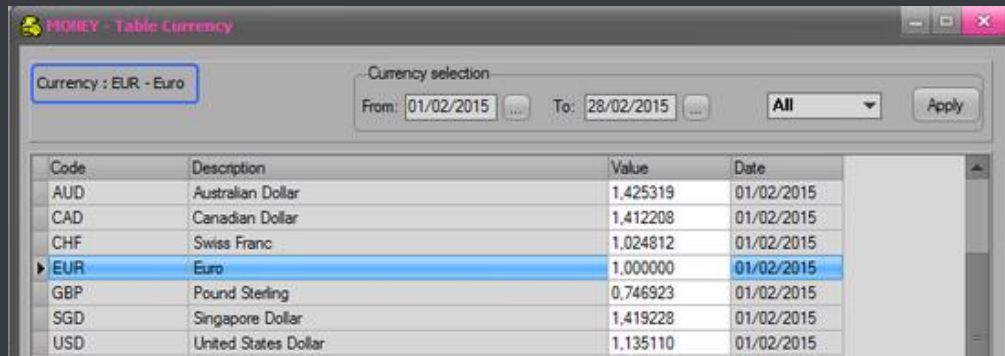 MONEY - Table Currency
Currency : EUR - Euro
Currency selection
From: 01/02/2015 ... To: 28/02/2015 ... All Apply
Code Description Value Date
AUD Australian Dollar 1,425319 01/02/2015
CAD Canadian Dollar 1,412208 01/02/2015
CHF Swiss Franc 1,024812 01/02/2015
EUR Euro 1,000000 01/02/2015
GBP Pound Sterling 0,746923 01/02/2015
SGD Singapore Dollar 1,419228 01/02/2015
USD United States Dollar 1,135110 01/02/2015